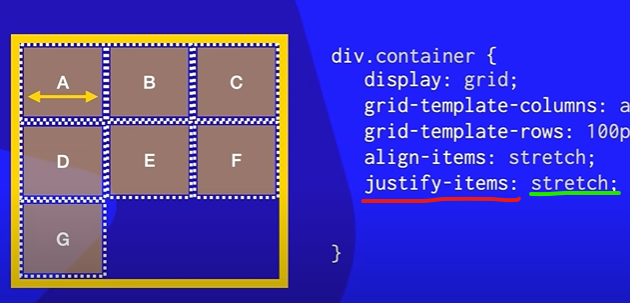 A B C
D E F
G
div.container {
display: grid;
grid-template-columns: a
grid-template-rows: 100p
align-items: stretch;
justify-items: stretch;
}